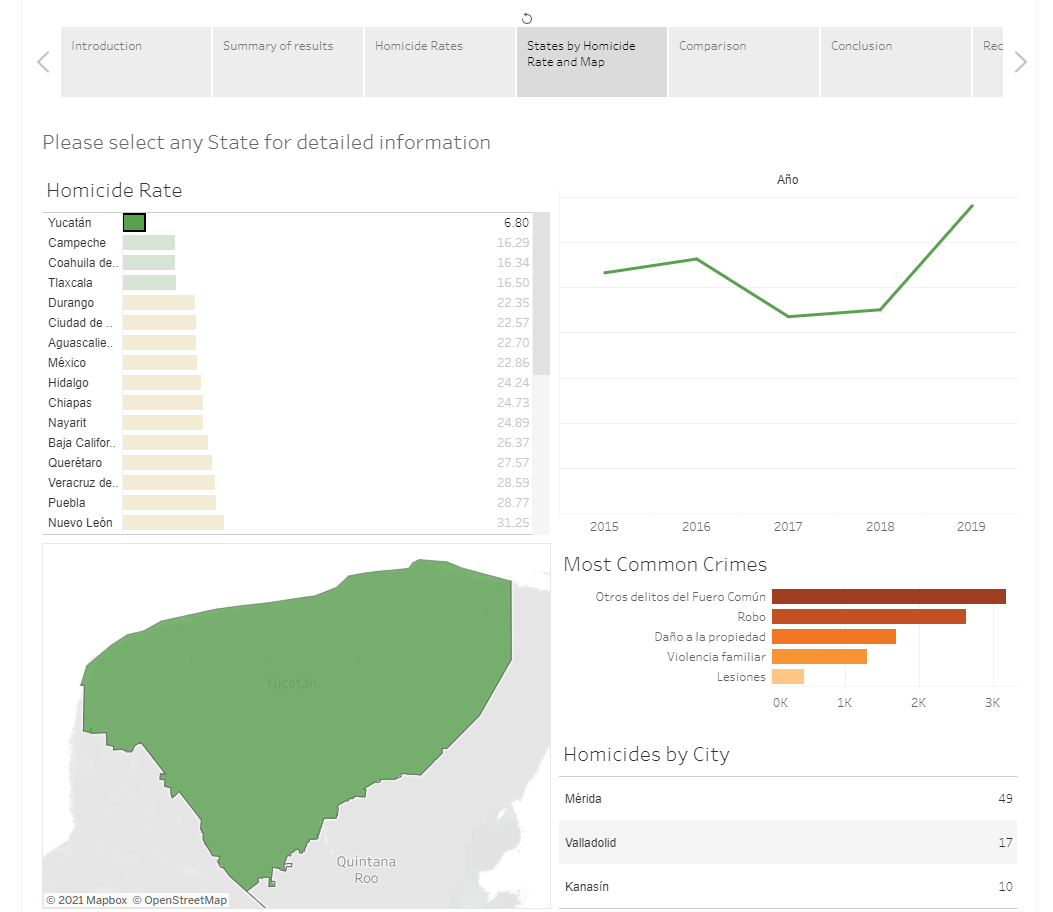 Introduction
Summary of results
Homicide Rates
States by Homicide
Rate and Map
Comparison
Conclusion
Rec
Please select any State for detailed information
Homicide Rate
Yucatán 6.80
Campeche 16.29
Coahuila de.. 16.34
Tlaxcala 16.50
Durango 22.35
Ciudad de .. 22.57
Aguascalie.. 22.70
México 22.86
Hidalgo 24.24
Chiapas 24.73
Nayarit 24.89
Baja Califor.. 26.37
Querétaro 27.57
Veracruz de.. 28.59
Puebla 28.77
Nuevo León 31.25
Año
2015 2016 2017 2018 2019
Yucatán
Quintana
Roo
© 2021 Mapbox © OpenStreetMap
Most Common Crimes
Otros delitos del Fuero Común
Robo
Daño a la propiedad
Violencia familiar
Lesiones
0K 1K 2K 3K
Homicides by City
Mérida 49
Valladolid 17
Kanasín 10